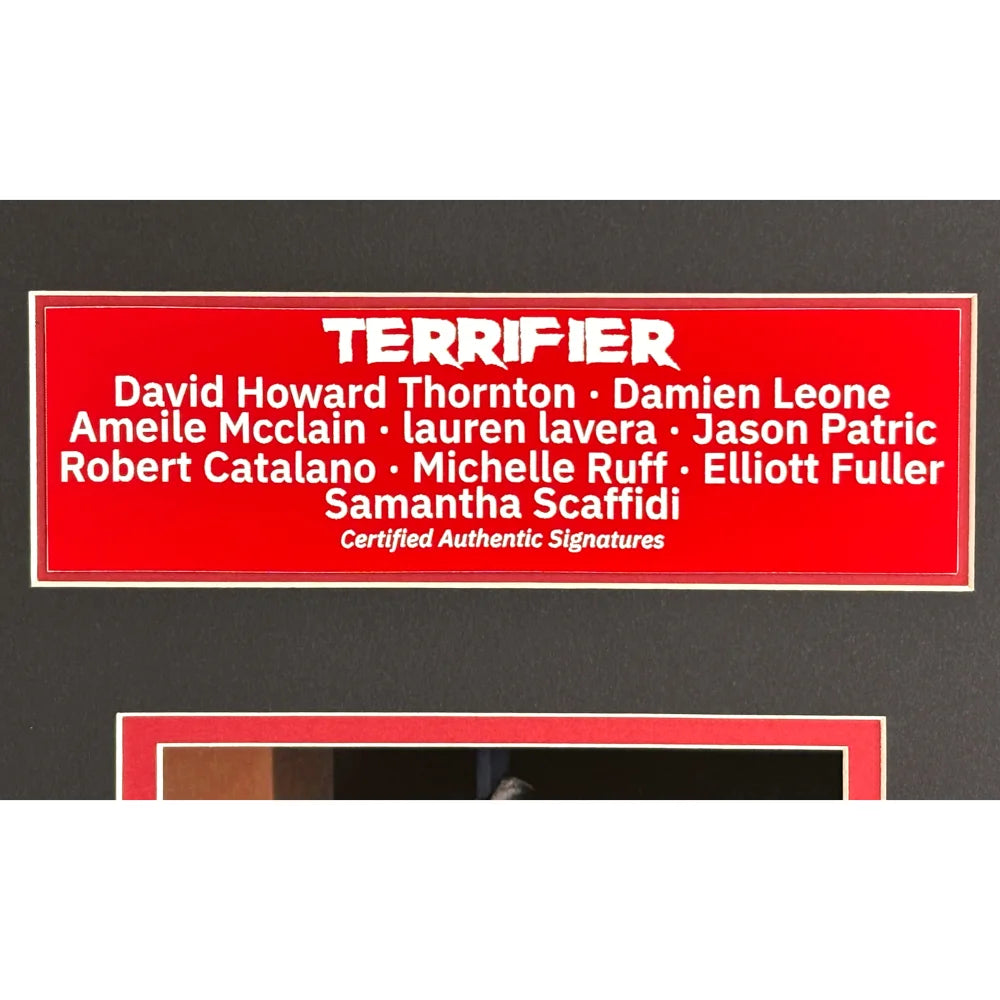 TERRIFIER
David Howard Thornton · Damien Leone
Ameile Mcclain · lauren lavera · Jason Patric
Robert Catalano · Michelle Ruff · Elliott Fuller
Samantha Scaffidi
Certified Authentic Signatures